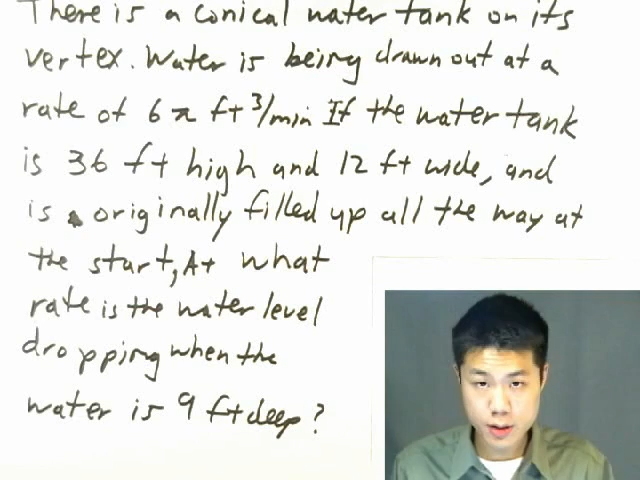 There is a conical water tank on its
vertex. Water is being drawn out at a
rate of 6 π ft³/min If the water tank
is 36 ft high and 12 ft wide, and
is originally filled up all the way at
the start, At what
rate is the water level
dropping when the
water is 9 ft deep?